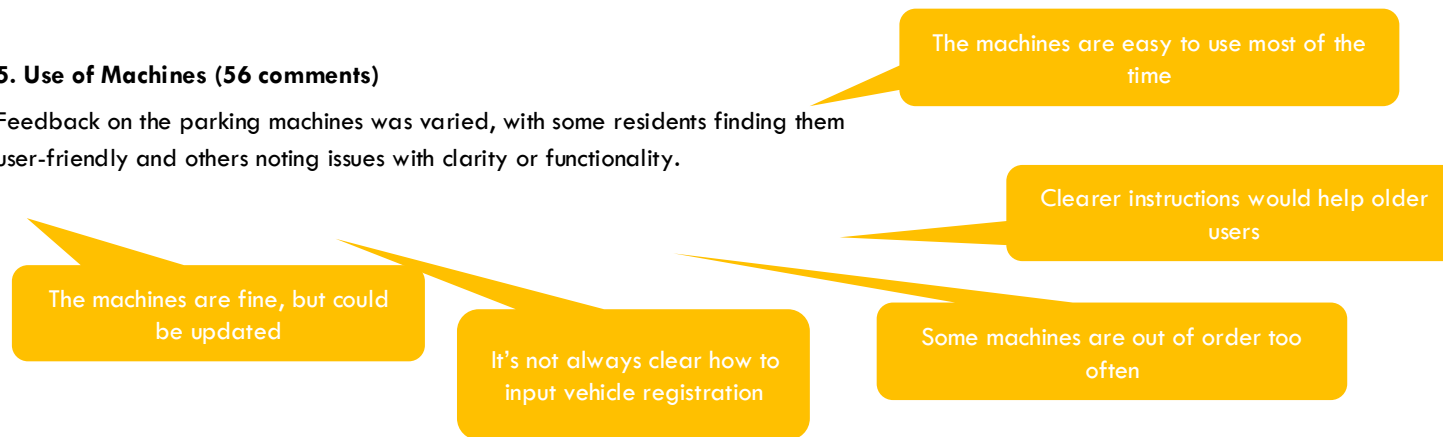 5. Use of Machines (56 comments)
Feedback on the parking machines was varied, with some residents finding them
user-friendly and others noting issues with clarity or functionality.
The machines are easy to use most of the
time
Clearer instructions would help older
users
The machines are fine, but could
be updated
It's not always clear how to
input vehicle registration
Some machines are out of order too
often